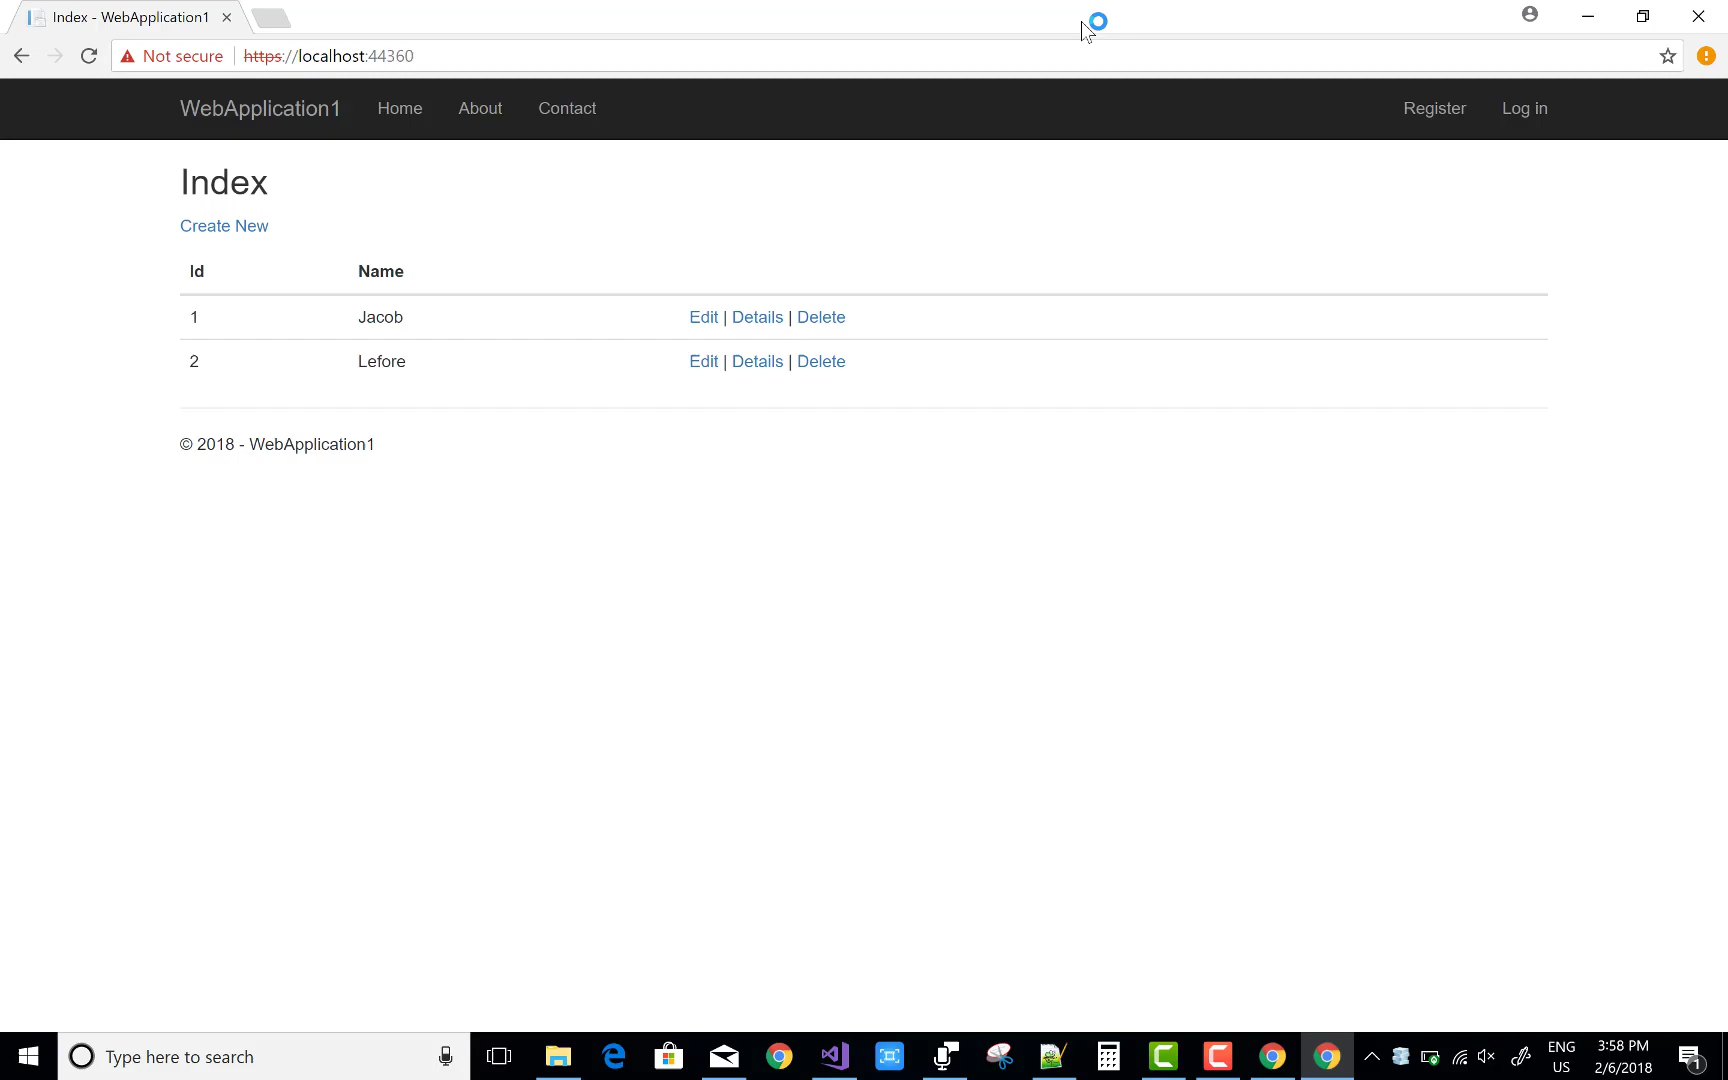 Index - WebApplication1
Not secure https://localhost:44360
WebApplication1 Home About Contact Register Log in
Index
Create New
Id Name
1 Jacob Edit | Details | Delete
2 Lefore Edit | Details | Delete
© 2018 - WebApplication1
Type here to search
ENG
US
3:58 PM
2/6/2018
1